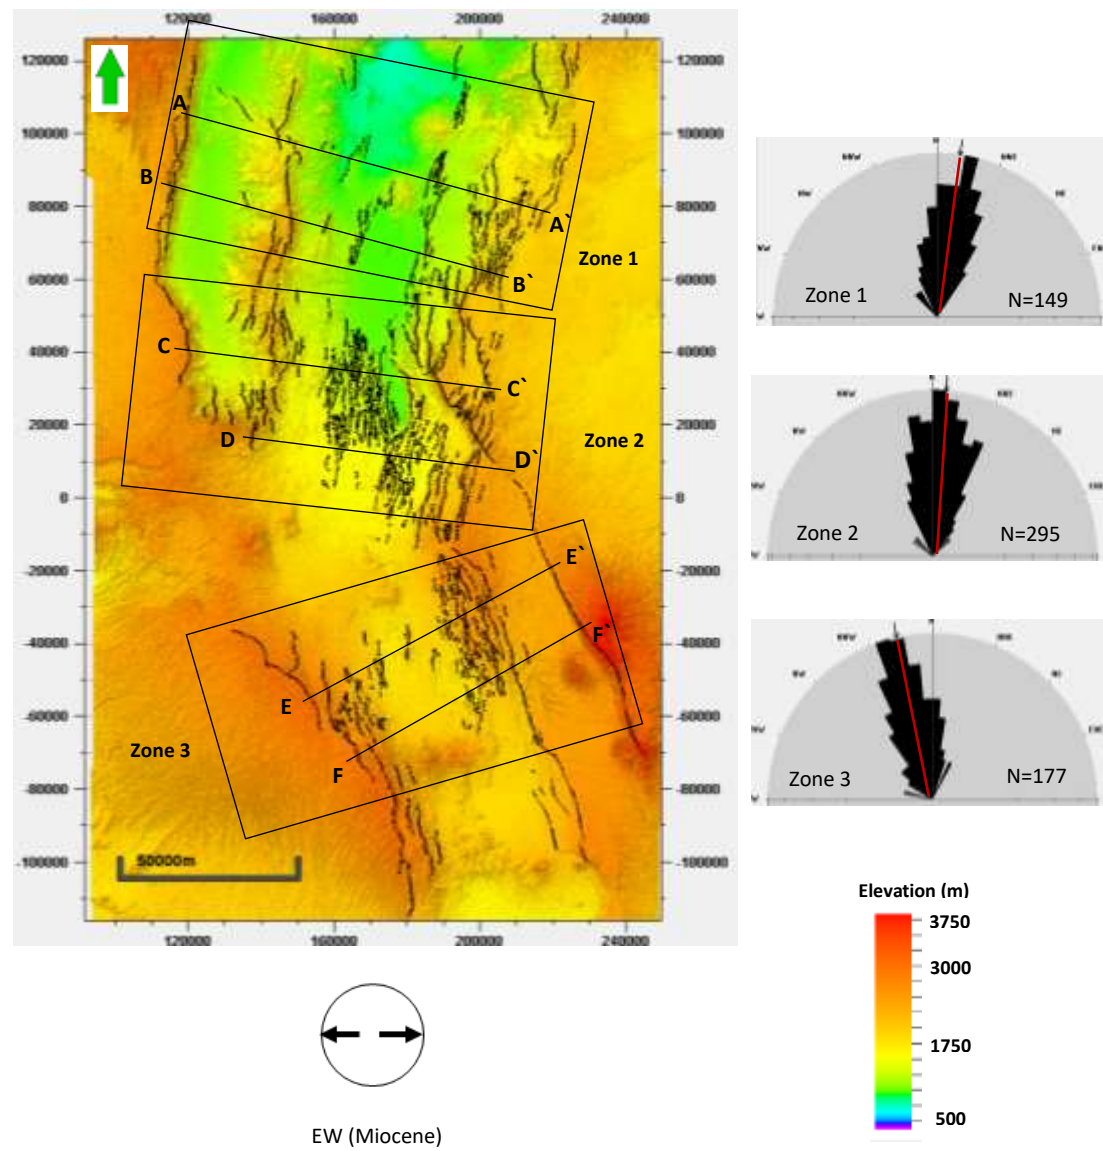 120000 160000 200000 240000
120000 120000
100000 100000
80000 80000
60000 60000
40000 40000
20000 20000
0 0
-20000 -20000
-40000 -40000
-60000 -60000
-80000 -80000
-100000 -100000
120000 160000 200000 240000
A
A`
B
B`
Zone 1
C
C`
D
D`
Zone 2
E`
F`
E
F
Zone 3
50000m
Zone 1 N=149
Zone 2 N=295
Zone 3 N=177
Elevation (m)
3750
3000
1750
500
EW (Miocene)